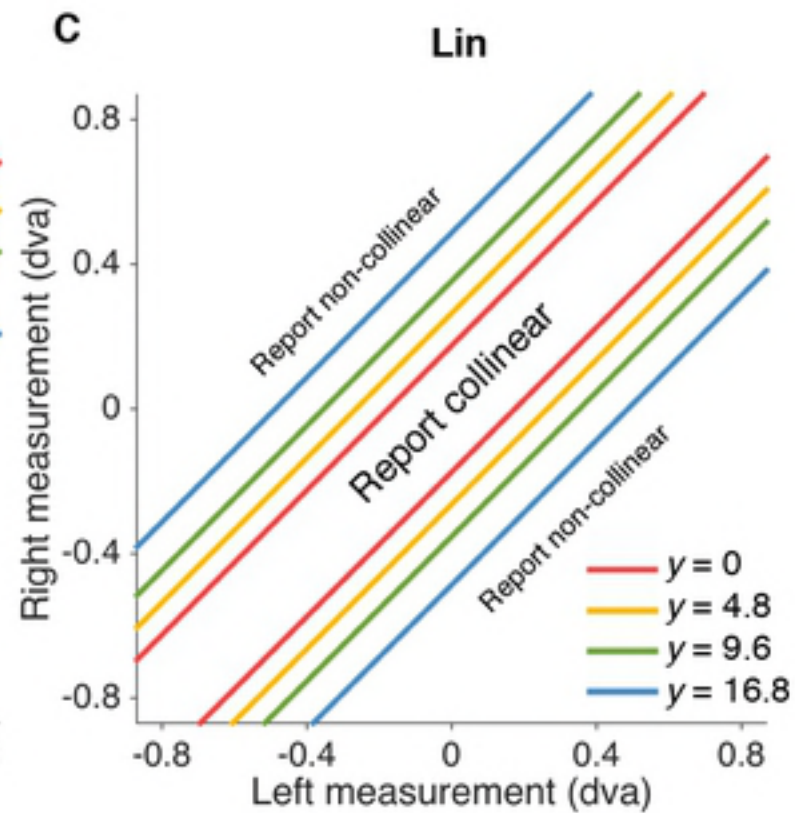 C
Lin
0.8
0.4
0
-0.4
-0.8
Right measurement (dva)
Report non-collinear
Report collinear
Report non-collinear
y = 0
y = 4.8
y = 9.6
y = 16.8
-0.8 -0.4 0 0.4 0.8
Left measurement (dva)